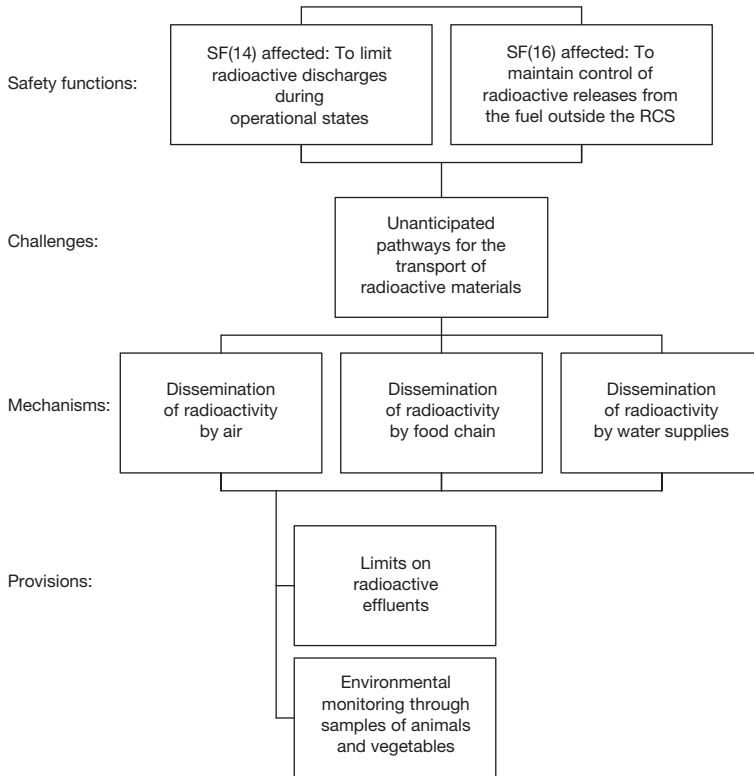 Safety functions:
SF(14) affected: To limit
radioactive discharges
during
operational states
SF(16) affected: To
maintain control of
radioactive releases from
the fuel outside the RCS
Challenges:
Unanticipated
pathways for the
transport of
radioactive materials
Mechanisms:
Dissemination
of radioactivity
by air
Dissemination
of radioactivity
by food chain
Dissemination
of radioactivity
by water supplies
Provisions:
Limits on
radioactive
effluents
Environmental
monitoring through
samples of animals
and vegetables